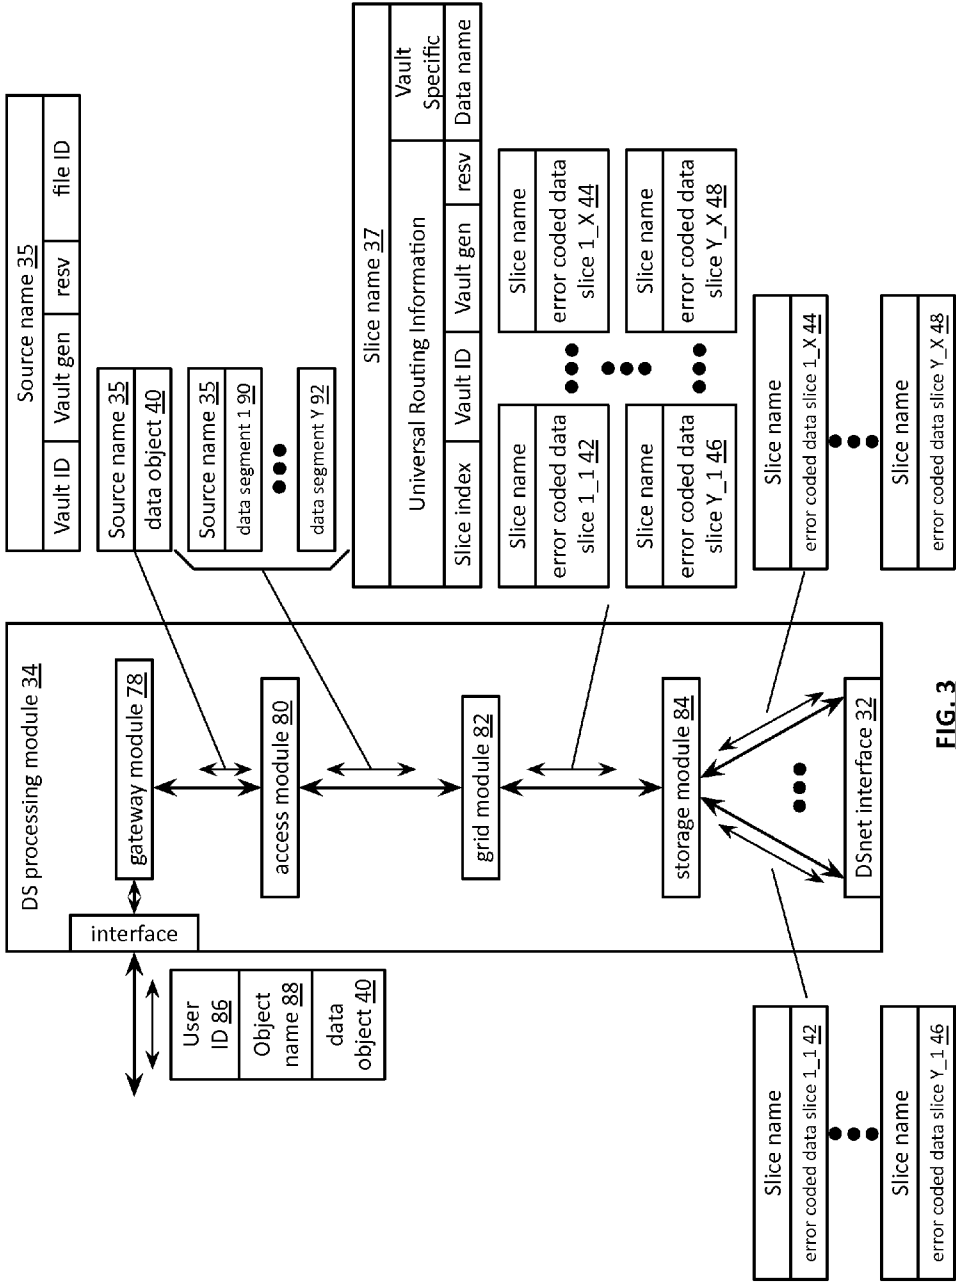 DS processing module 34
interface
gateway module 78
access module 80
grid module 82
storage module 84
DSnet interface 32
User
ID 86
Object
name 88
data
object 40
Source name 35
Vault ID
Vault gen
resv
file ID
Source name 35
data object 40
Source name 35
data segment 1 90
data segment Y 92
Slice name 37
Universal Routing Information
Vault
Specific
Slice index
Vault ID
Vault gen
resv
Data name
Slice name
error coded data
slice 1_1 42
Slice name
error coded data
slice 1_X 44
Slice name
error coded data
slice Y_1 46
Slice name
error coded data
slice Y_X 48
Slice name
error coded data slice 1_1 42
Slice name
error coded data slice Y_1 46
Slice name
error coded data slice 1_X 44
Slice name
error coded data slice Y_X 48
FIG. 3